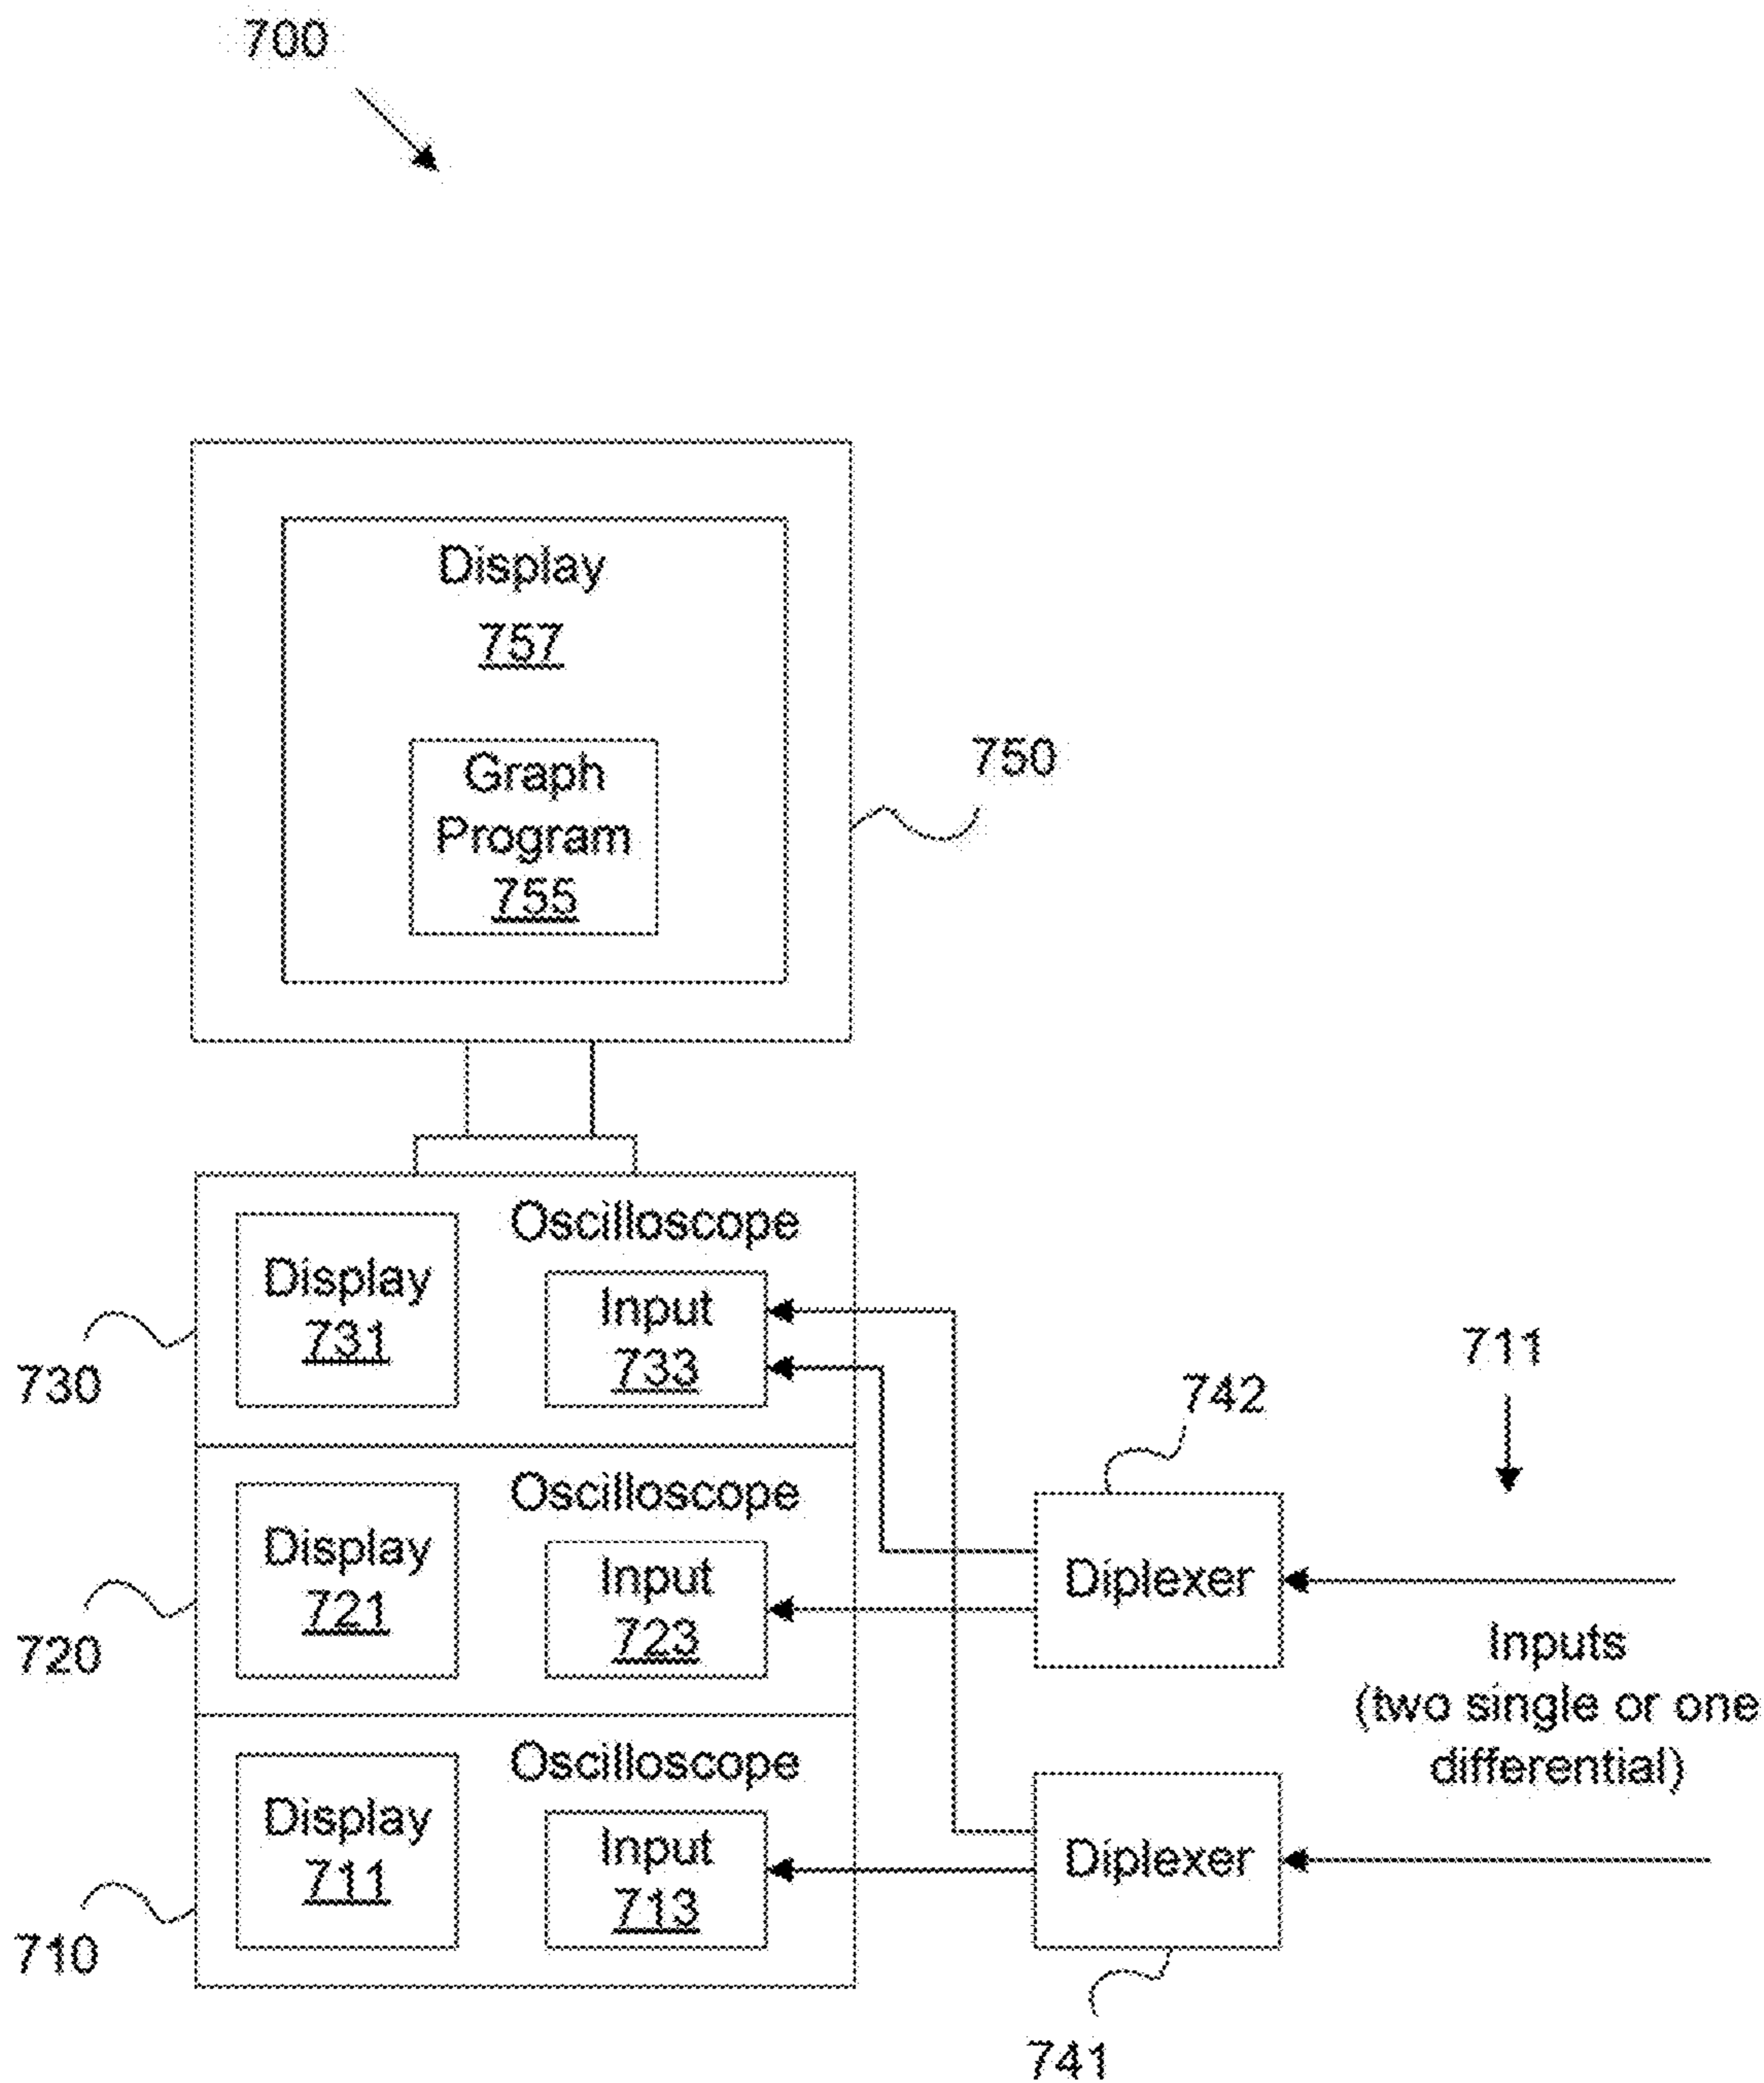 700
Display
757
Graph
Program
755
750
Oscilloscope
Display
731
Input
733
730
711
742
Oscilloscope
Display
721
Input
723
720
Diplexer
Inputs
(two single or one
differential)
Oscilloscope
Display
711
Input
713
710
Diplexer
741